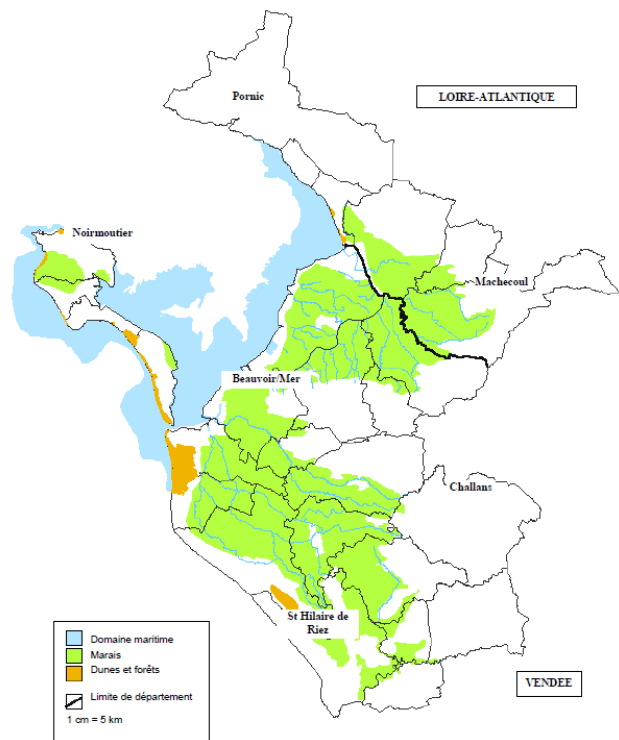 Pornic
LOIRE-ATLANTIQUE
Noirmoutier
Machecoul
Beauvoir/Mer
Challans
St Hilaire de
Riez
VENDEE
Domaine maritime
Marais
Dunes et forêts
Limite de département
1 cm = 5 km